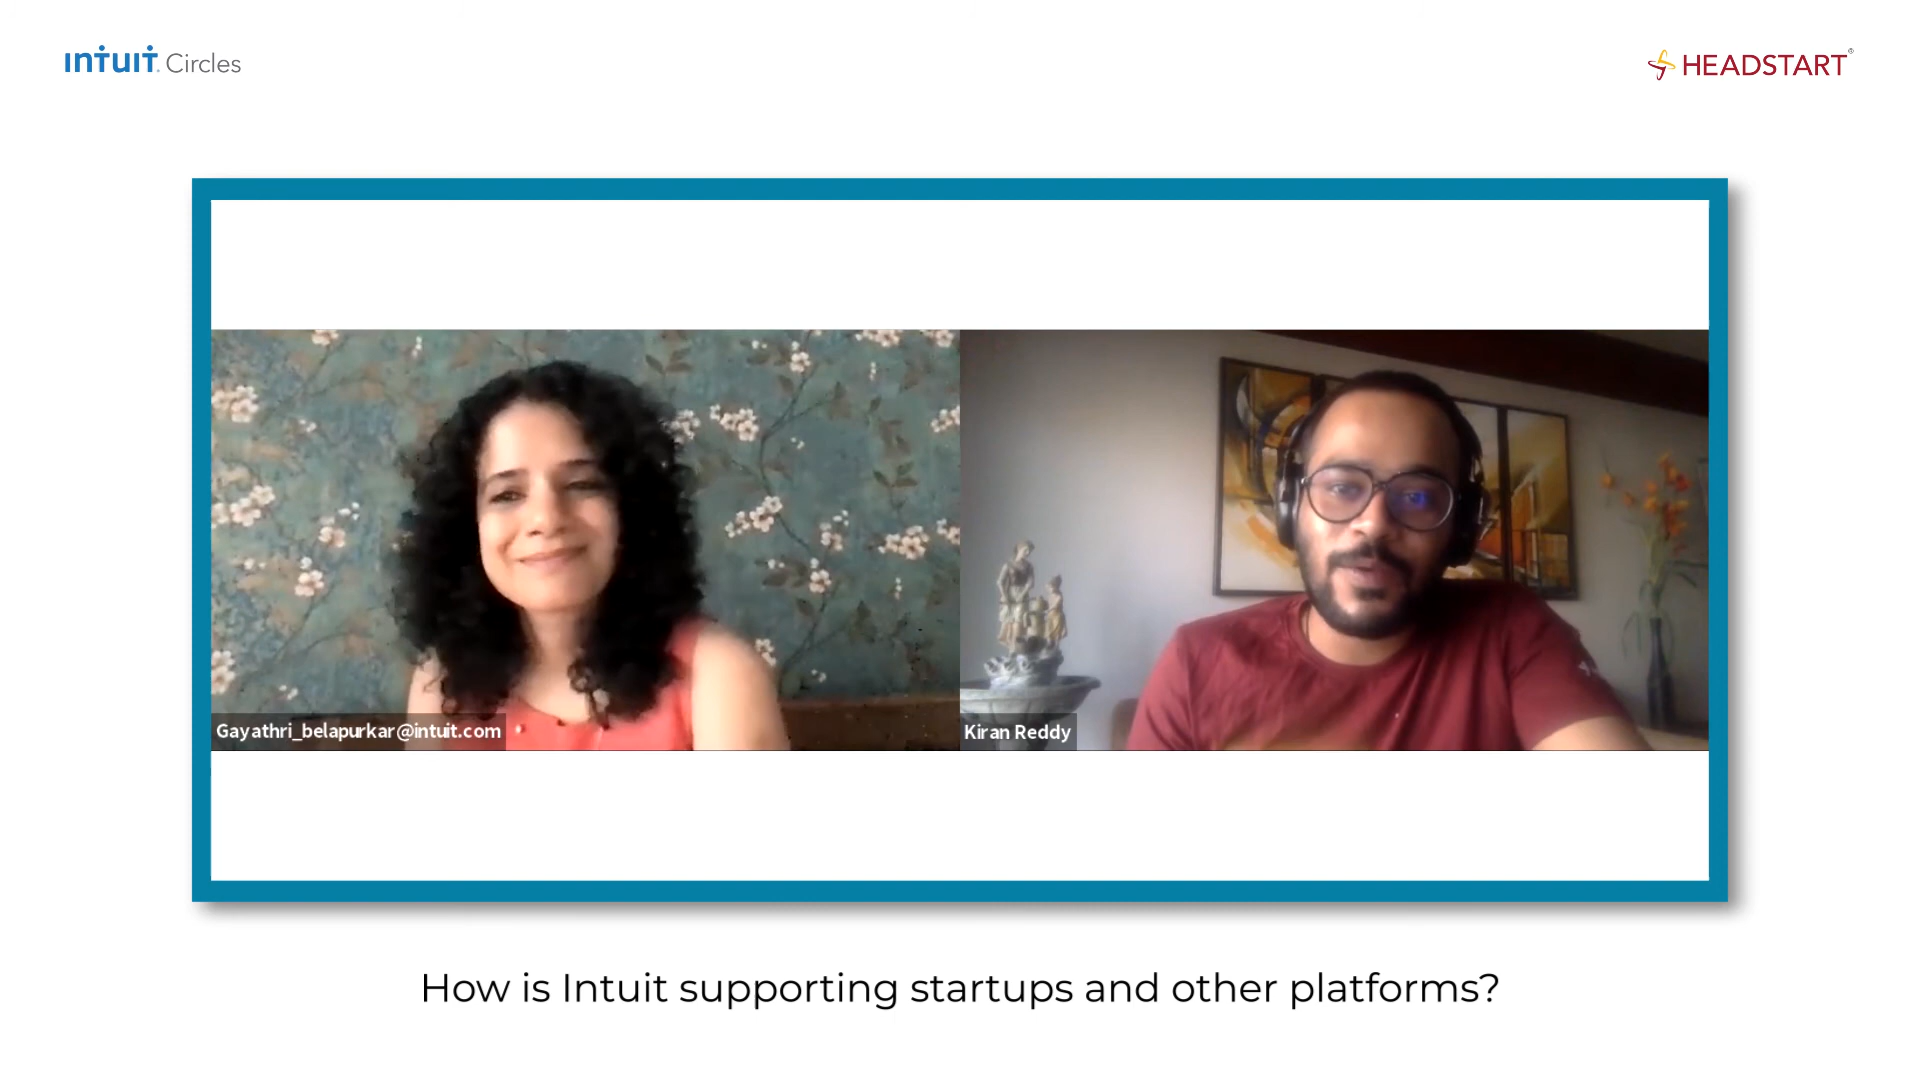 intuit. Circles
HEADSTART®
Gayathri_belapurkar@intuit.com
Kiran Reddy
How is Intuit supporting startups and other platforms?